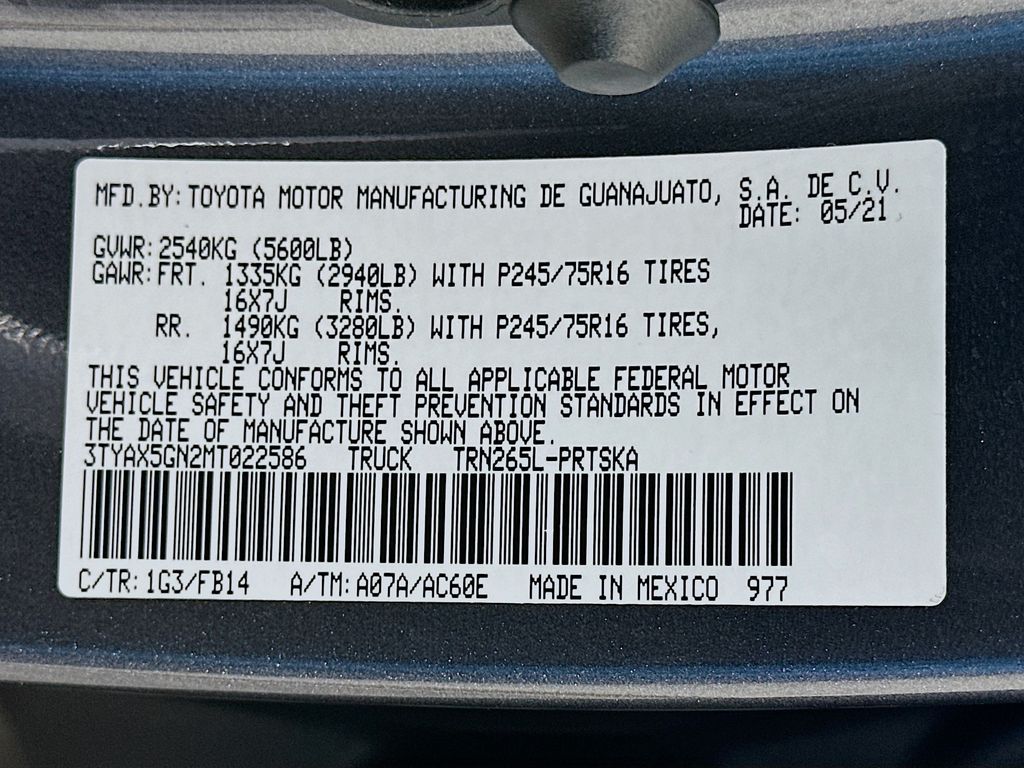 MFD.BY:TOYOTA MOTOR MANUFACTURING DE GUANAJUATO, S.A. DE C.V.
DATE: 05/21
GVWR:2540KG (5600LB)
GAWR:FRT. 1335KG (2940LB) WITH P245/75R16 TIRES
16X7J RIMS.
RR. 1490KG (3280LB) WITH P245/75R16 TIRES,
16X7J RIMS.
THIS VEHICLE CONFORMS TO ALL APPLICABLE FEDERAL MOTOR
VEHICLE SAFETY AND THEFT PREVENTION STANDARDS IN EFFECT ON
THE DATE OF MANUFACTURE SHOWN ABOVE.
3TYAX5GN2MT022586 TRUCK TRN265L-PRTSKA
C/TR:1G3/FB14 A/TM:A07A/AC60E MADE IN MEXICO 977